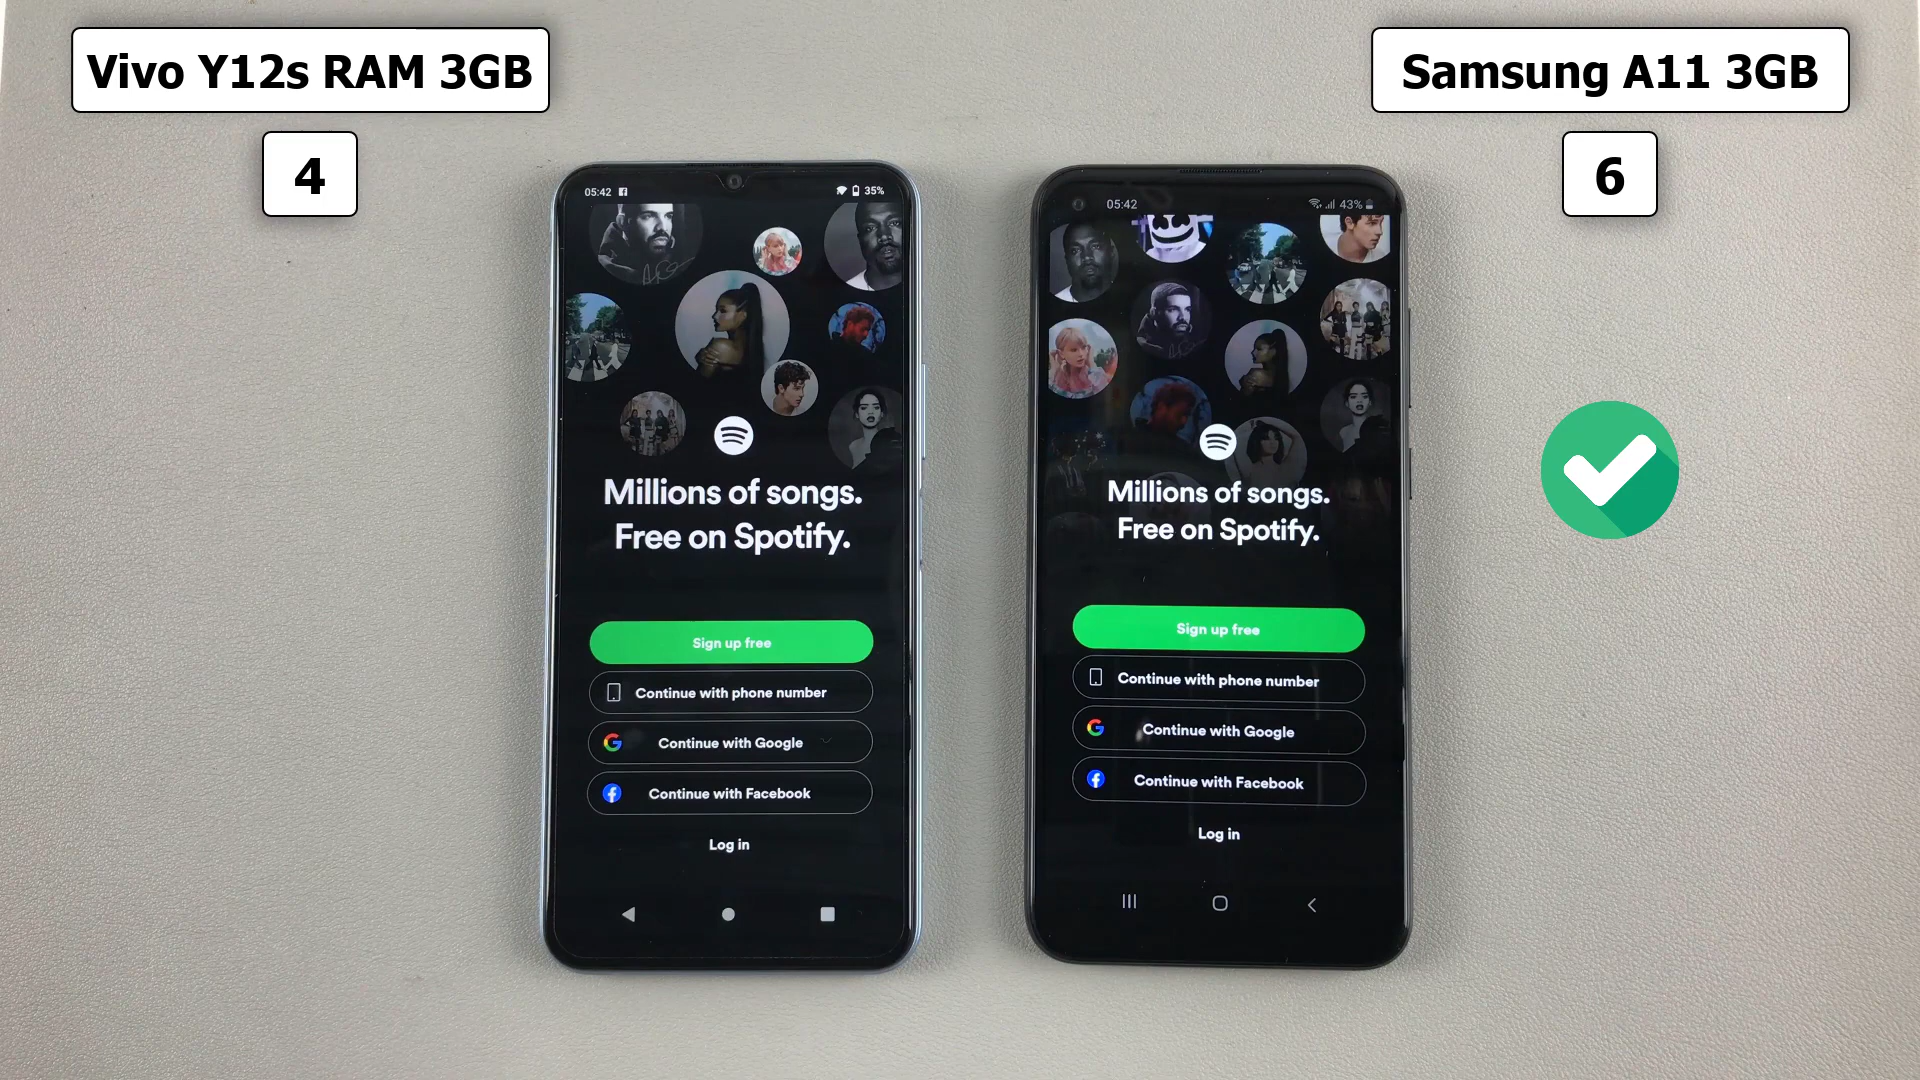 Vivo Y12s RAM 3GB
4
Samsung A11 3GB
6
05:42
35%
Millions of songs.
Free on Spotify.
Sign up free
Continue with phone number
Continue with Google
Continue with Facebook
Log in
05:42
43%
Millions of songs.
Free on Spotify.
Sign up free
Continue with phone number
Continue with Google
Continue with Facebook
Log in